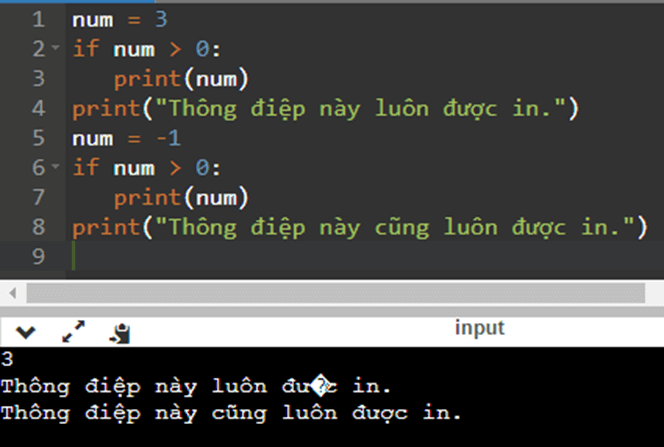 1 num = 3
2 if num > 0:
3    print(num)
4 print("Thông điệp này luôn được in.")
5 num = -1
6 if num > 0:
7    print(num)
8 print("Thông điệp này cũng luôn được in.")
9
input
3
Thông điệp này luôn đư�c in.
Thông điệp này cũng luôn được in.